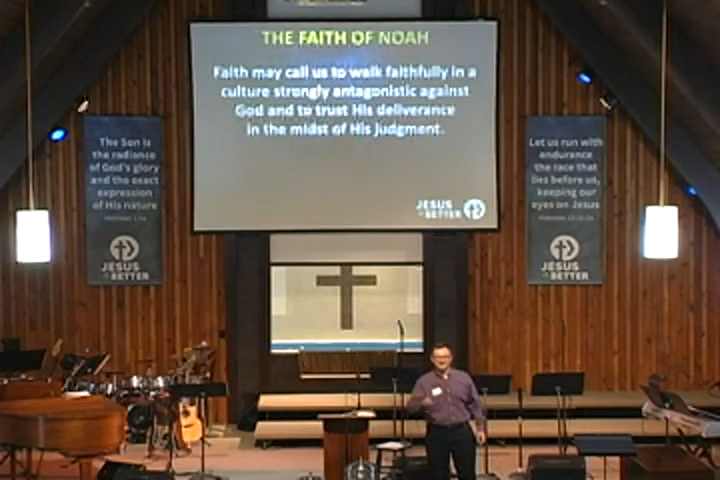 THE FAITH OF NOAH
Faith may call us to walk faithfully in a
culture strongly antagonistic against
God and to trust His deliverance
in the midst of His judgment.
JESUS
IS BETTER
The Son is
the radiance
of God's glory
and the exact
expression
of His nature
JESUS
IS BETTER
Let us run with
endurance
the race that
lies before us,
keeping our
eyes on Jesus
JESUS
IS BETTER